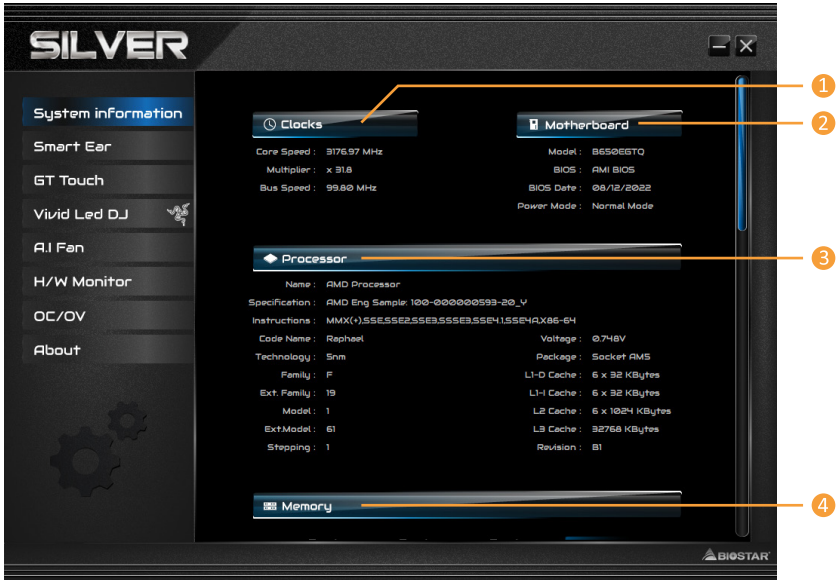 SILVER
System information
Smart Ear
GT Touch
Vivid Led DJ
A.I Fan
H/W Monitor
OC/OV
About
Clocks
Core Speed : 3176.97 MHz
Multiplier : x 31.8
Bus Speed : 99.80 MHz
Motherboard
Model : B650EGTQ
BIOS : AMI BIOS
BIOS Date : 08/12/2022
Power Mode : Normal Mode
Processor
Name : AMD Processor
Specification : AMD Eng Sample: 100-000000593-20_Y
Instructions : MMX(+),SSE,SSE2,SSE3,SSSE3,SSE4.1,SSE4A,X86-64
Code Name : Raphael
Technology : 5nm
Family : F
Ext. Family : 19
Model : 1
Ext.Model : 61
Stepping : 1
Voltage : 0.748V
Package : Socket AM5
L1-D Cache : 6 x 32 KBytes
L1-I Cache : 6 x 32 KBytes
L2 Cache : 6 x 1024 KBytes
L3 Cache : 32768 KBytes
Revision : B1
Memory
BIOSTAR
1
2
3
4